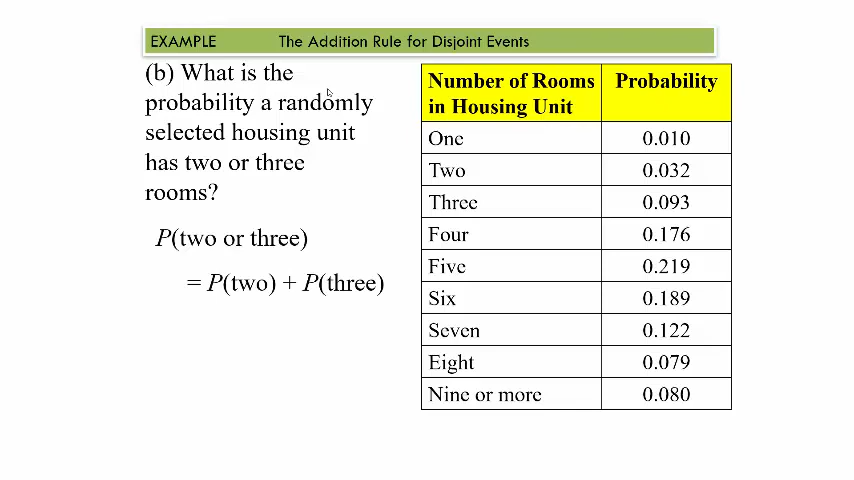 EXAMPLE The Addition Rule for Disjoint Events
(b) What is the
probability a randomly
selected housing unit
has two or three
rooms?
P(two or three)
= P(two) + P(three)
Number of Rooms in Housing Unit Probability
One 0.010
Two 0.032
Three 0.093
Four 0.176
Five 0.219
Six 0.189
Seven 0.122
Eight 0.079
Nine or more 0.080